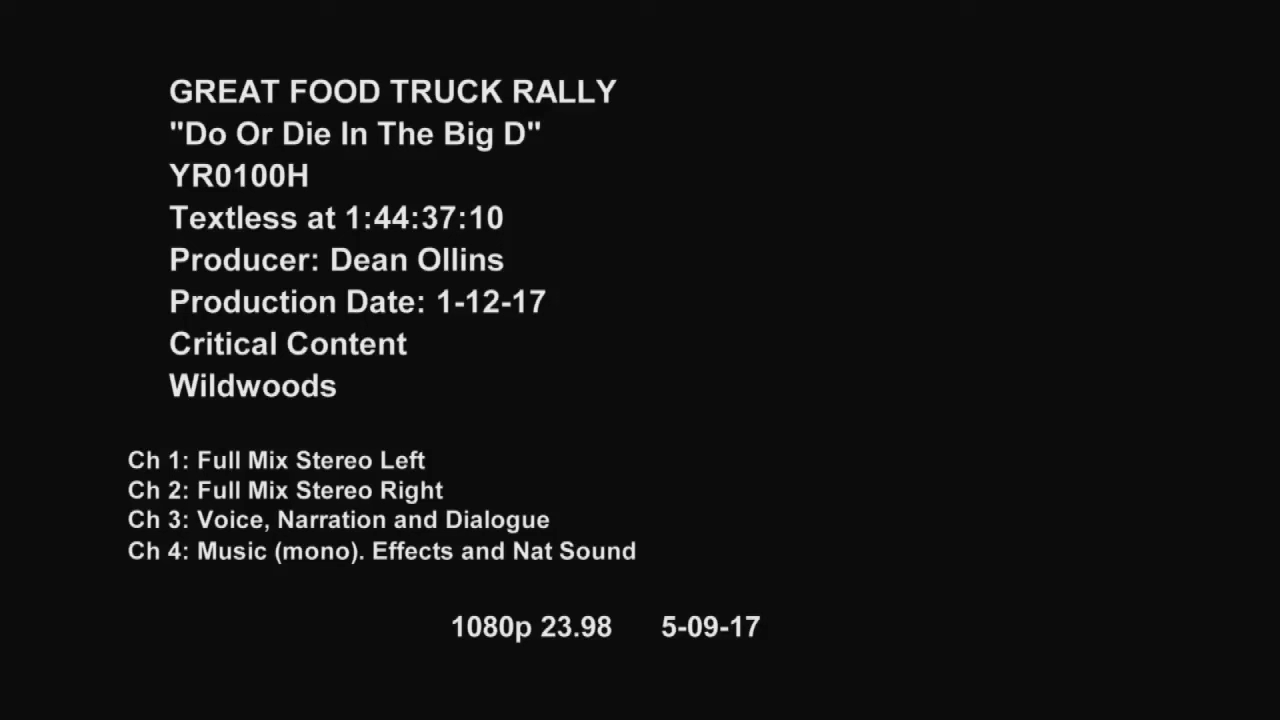 GREAT FOOD TRUCK RALLY
"Do Or Die In The Big D"
YR0100H
Textless at 1:44:37:10
Producer: Dean Ollins
Production Date: 1-12-17
Critical Content
Wildwoods
Ch 1: Full Mix Stereo Left
Ch 2: Full Mix Stereo Right
Ch 3: Voice, Narration and Dialogue
Ch 4: Music (mono). Effects and Nat Sound
1080p 23.98 5-09-17